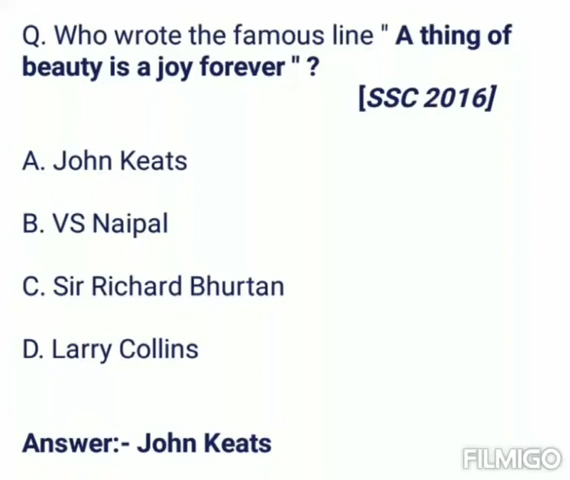 Q. Who wrote the famous line " A thing of
beauty is a joy forever " ?
[SSC 2016]
A. John Keats
B. VS Naipal
C. Sir Richard Bhurtan
D. Larry Collins
Answer:- John Keats
FILMIGO